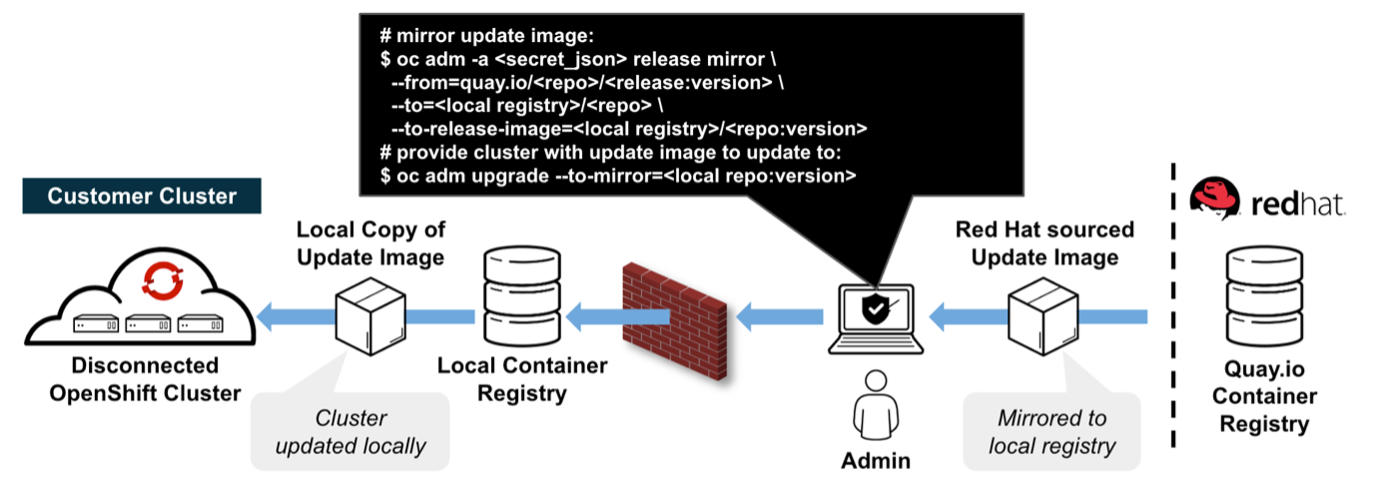 # mirror update image:
$ oc adm -a <secret_json> release mirror \
--from=quay.io/<repo>/<release:version> \
--to=<local registry>/<repo> \
--to-release-image=<local registry>/<repo:version>
# provide cluster with update image to update to:
$ oc adm upgrade --to-mirror=<local repo:version>
Customer Cluster
Local Copy of
Update Image
Red Hat sourced
Update Image
redhat.
Disconnected
OpenShift Cluster
Local Container
Registry
Quay.io
Container
Registry
Cluster
updated locally
Admin
Mirrored to
local registry